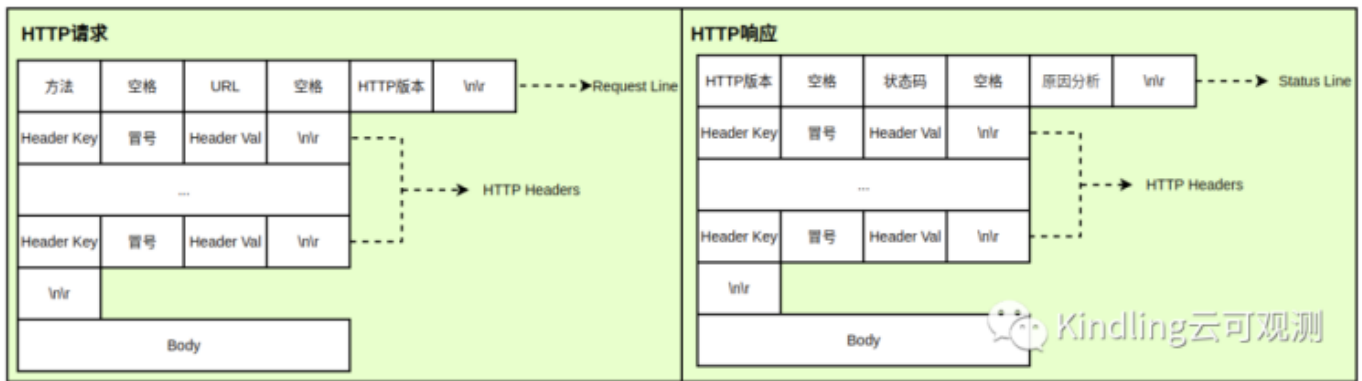 HTTP请求
方法 空格 URL 空格 HTTP版本 \n\r Request Line
Header Key 冒号 Header Val \n\r
...
HTTP Headers
Header Key 冒号 Header Val \n\r
\n\r
Body
HTTP响应
HTTP版本 空格 状态码 空格 原因分析 \n\r Status Line
Header Key 冒号 Header Val \n\r
...
HTTP Headers
Header Key 冒号 Header Val \n\r
\n\r
Body
Kindling云可观测